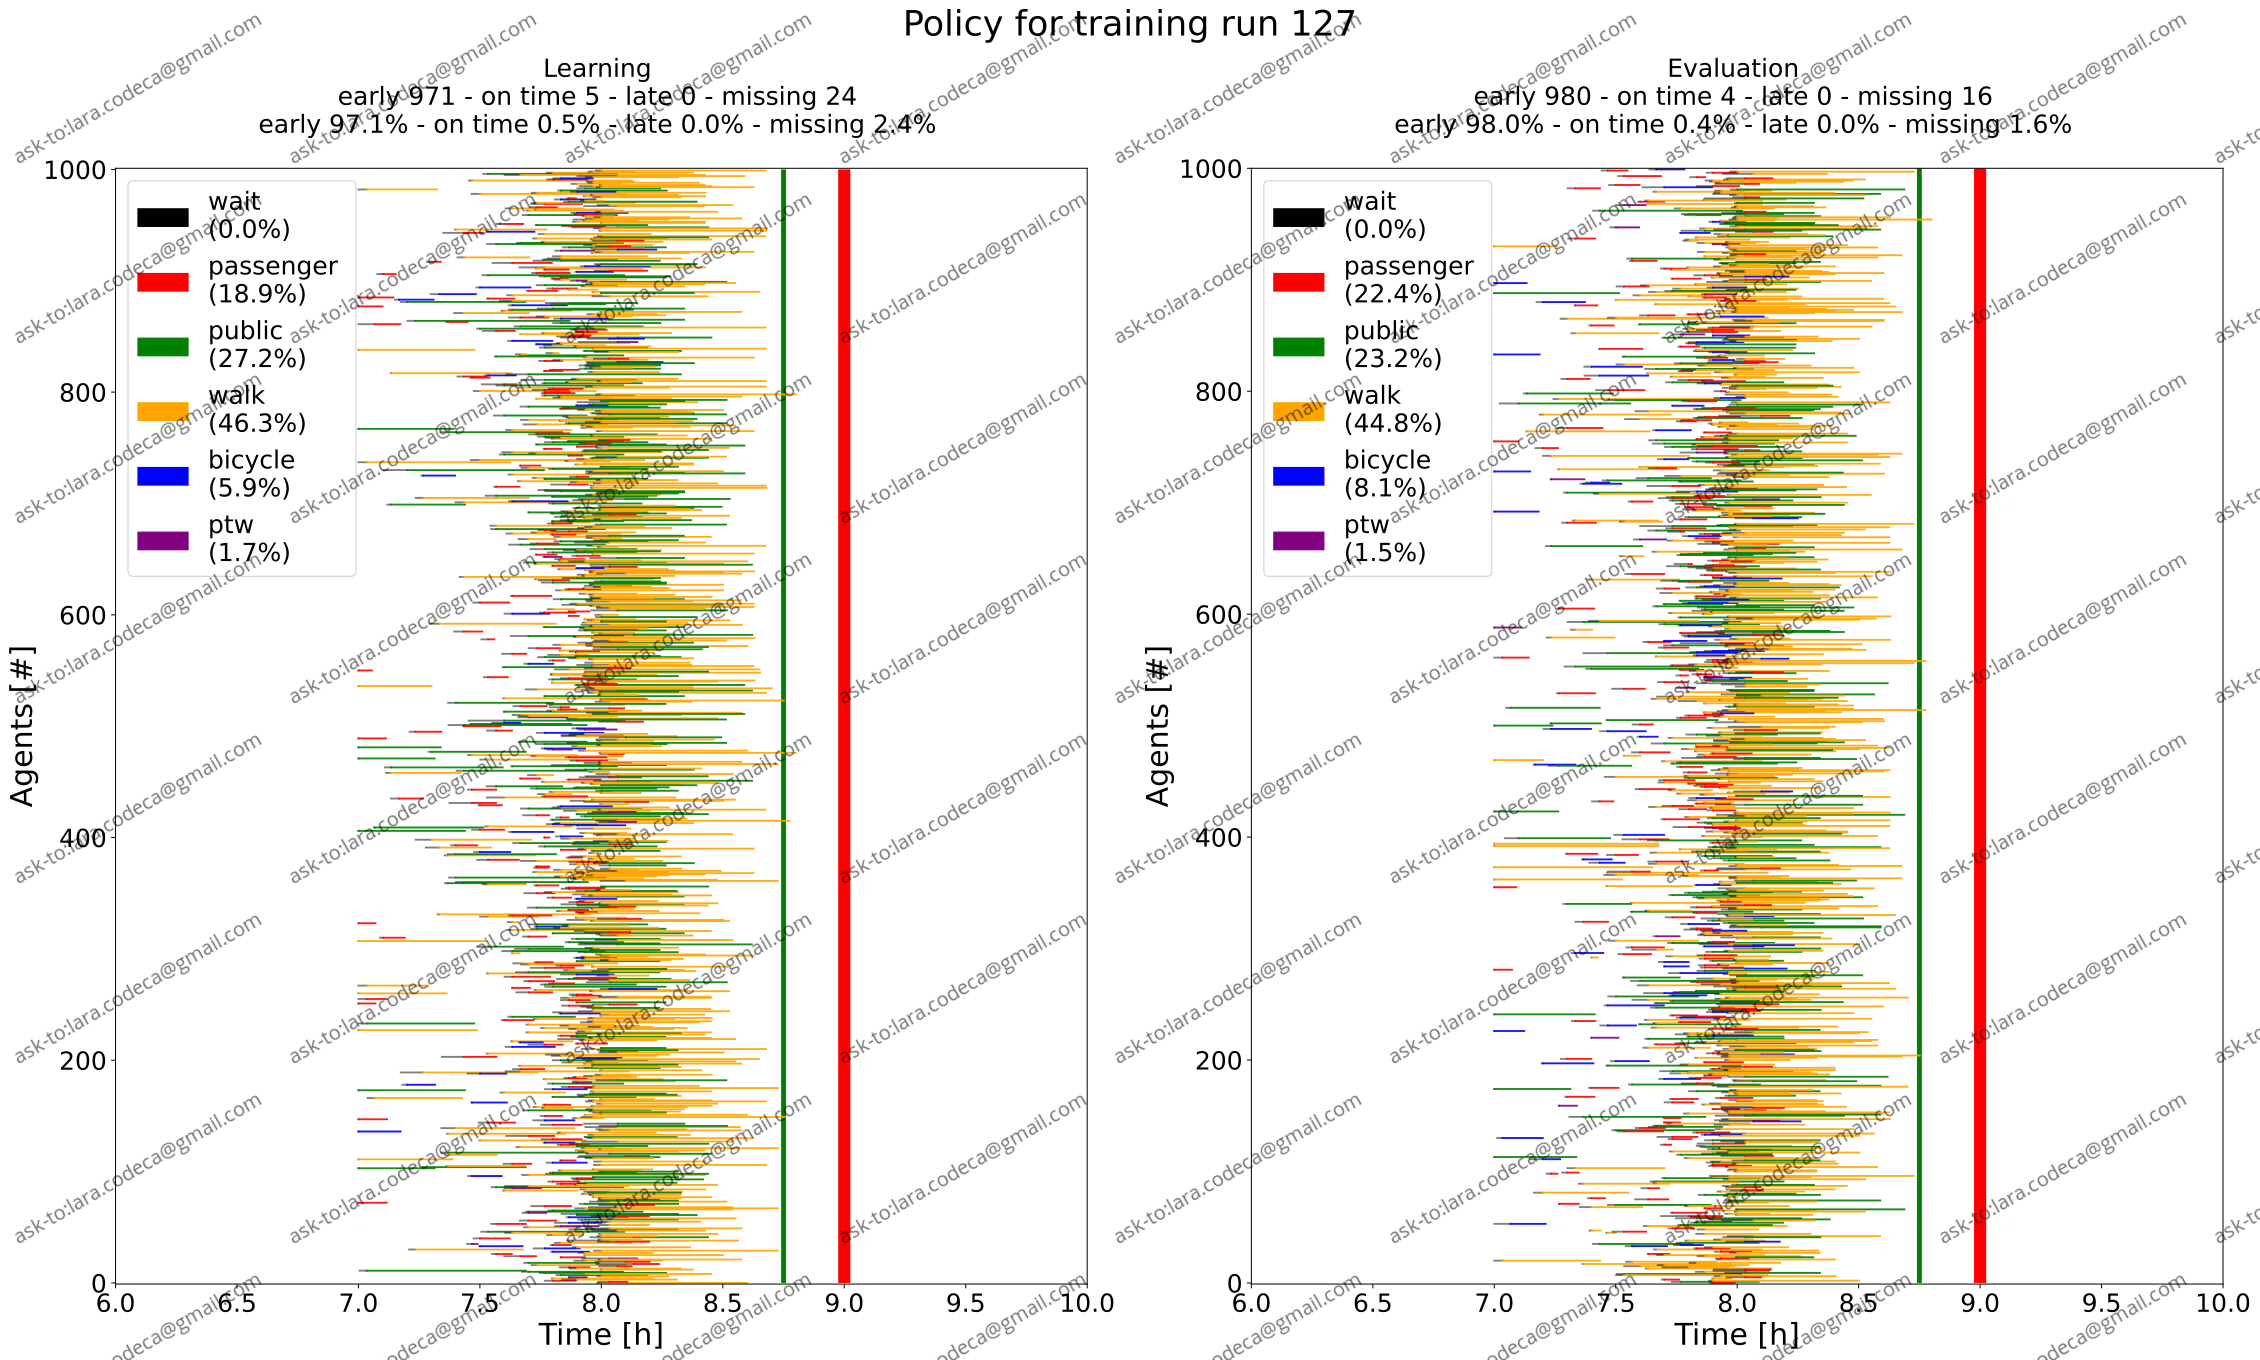 Policy for training run 127
Learning
early 971 - on time 5 - late 0 - missing 24
early 97.1% - on time 0.5% - late 0.0% - missing 2.4%
1000
800
600
400
200
0
Agents [#]
wait
(0.0%)
passenger
(18.9%)
public
(27.2%)
walk
(46.3%)
bicycle
(5.9%)
ptw
(1.7%)
6.0 6.5 7.0 7.5 8.0 8.5 9.0 9.5 10.0
Time [h]
Evaluation
early 980 - on time 4 - late 0 - missing 16
early 98.0% - on time 0.4% - late 0.0% - missing 1.6%
1000
800
600
400
200
0
Agents [#]
wait
(0.0%)
passenger
(22.4%)
public
(23.2%)
walk
(44.8%)
bicycle
(8.1%)
ptw
(1.5%)
6.0 6.5 7.0 7.5 8.0 8.5 9.0 9.5 10.0
Time [h]
ask-to:lara.codeca@gmail.com